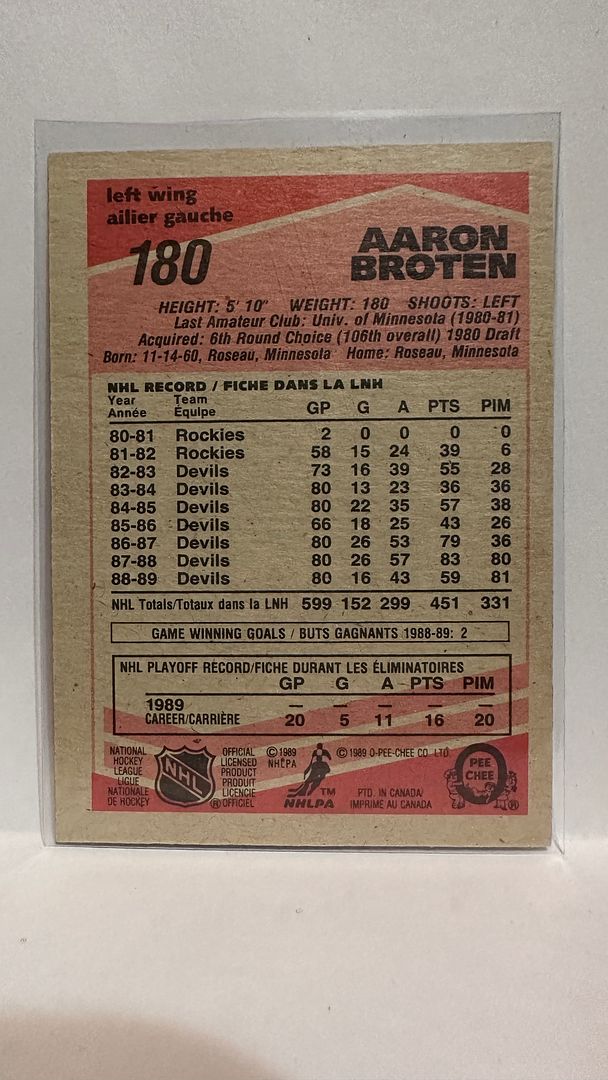 left wing
ailier gauche
180
AARON
BROTEN
HEIGHT: 5' 10" WEIGHT: 180 SHOOTS: LEFT
Last Amateur Club: Univ. of Minnesota (1980-81)
Acquired: 6th Round Choice (106th overall) 1980 Draft
Born: 11-14-60, Roseau, Minnesota Home: Roseau, Minnesota
NHL RECORD / FICHE DANS LA LNH
Year Team
Année Équipe GP G A PTS PIM
80-81 Rockies 2 0 0 0 0
81-82 Rockies 58 15 24 39 6
82-83 Devils 73 16 39 55 28
83-84 Devils 80 13 23 36 36
84-85 Devils 80 22 35 57 38
85-86 Devils 66 18 25 43 26
86-87 Devils 80 26 53 79 36
87-88 Devils 80 26 57 83 80
88-89 Devils 80 16 43 59 81
NHL Totals/Totaux dans la LNH 599 152 299 451 331
GAME WINNING GOALS / BUTS GAGNANTS 1988-89: 2
NHL PLAYOFF RECORD/FICHE DURANT LES ÉLIMINATOIRES
GP G A PTS PIM
1989 — — — — —
CAREER/CARRIÈRE 20 5 11 16 20
NATIONAL
HOCKEY
LEAGUE
LIGUE
NATIONALE
DE HOCKEY
NHL
®
OFFICIAL
LICENSED
PRODUCT
PRODUIT
LICENCIE
OFFICIEL
© 1989
NHLPA
TM
NHLPA
© 1989 O-PEE-CHEE CO. LTD.
PTD. IN CANADA/
IMPRIMÉ AU CANADA
O
PEE
CHEE
®